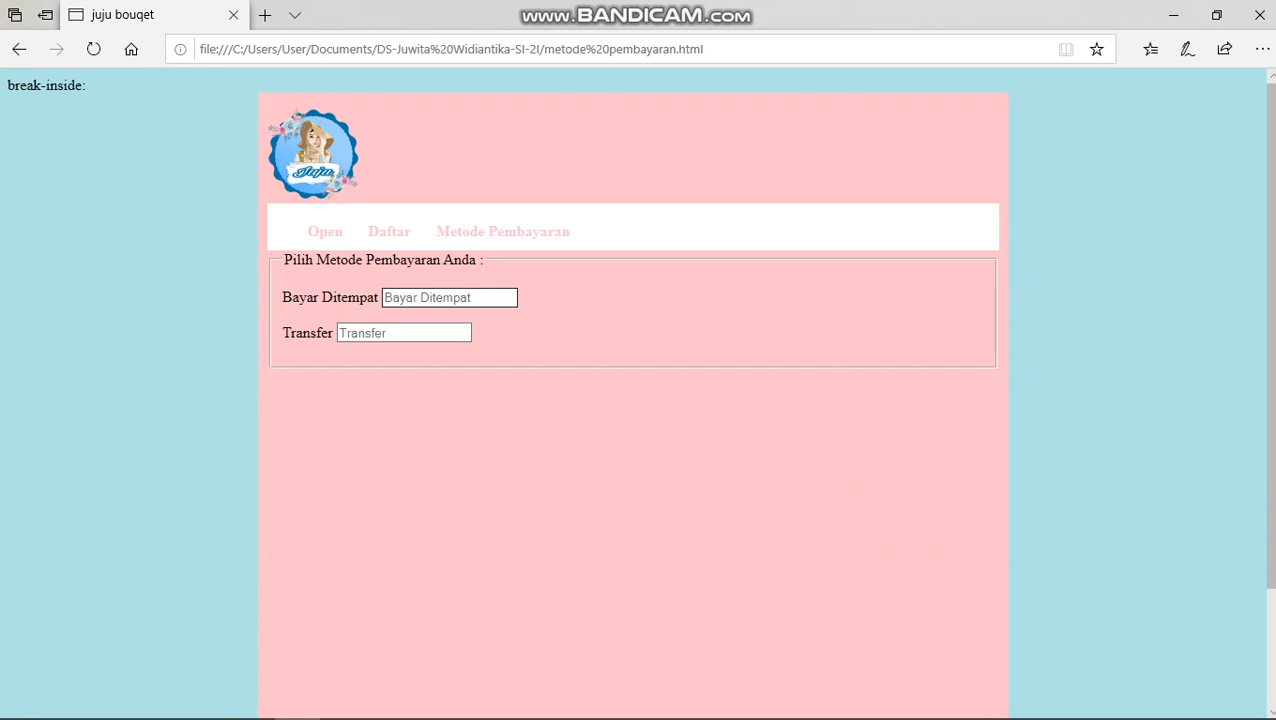 juju bouqet
www.BANDICAM.com
file:///C:/Users/User/Documents/DS-Juwita%20Widiantika-SI-2I/metode%20pembayaran.html
break-inside:
Juju
Open Daftar Metode Pembayaran
Pilih Metode Pembayaran Anda :
Bayar Ditempat Bayar Ditempat
Transfer Transfer